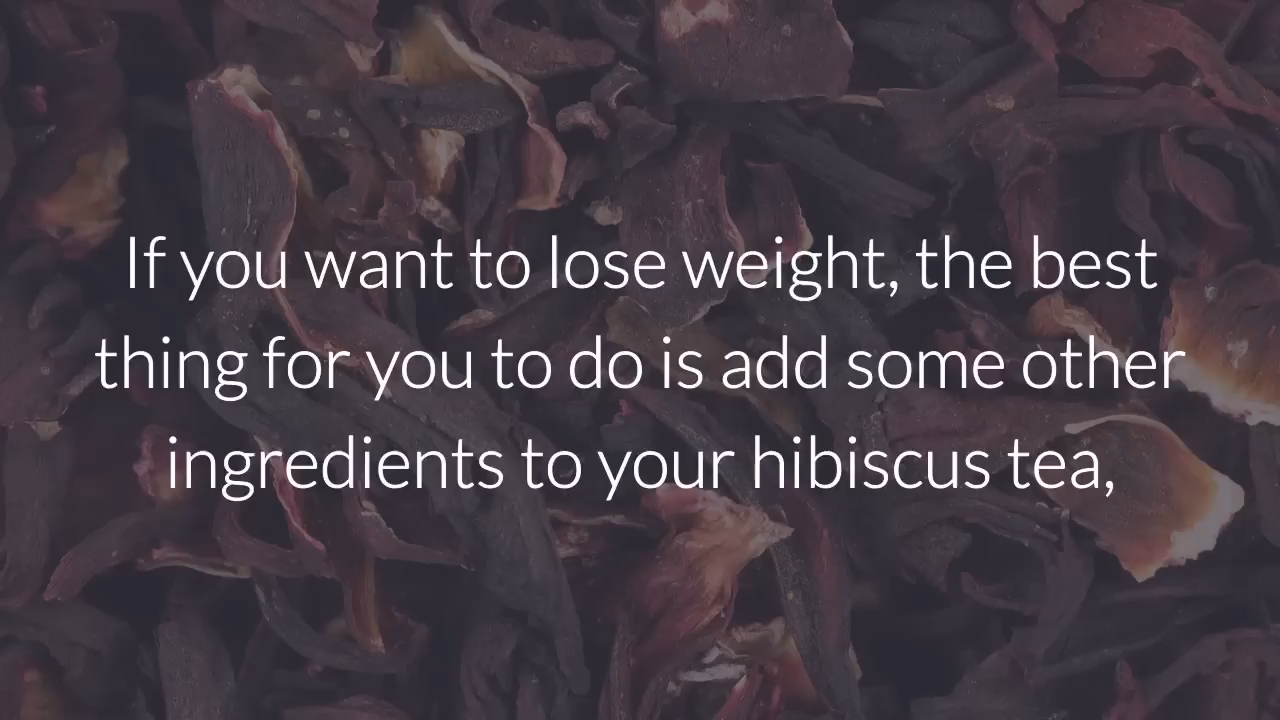 If you want to lose weight, the best
thing for you to do is add some other
ingredients to your hibiscus tea,